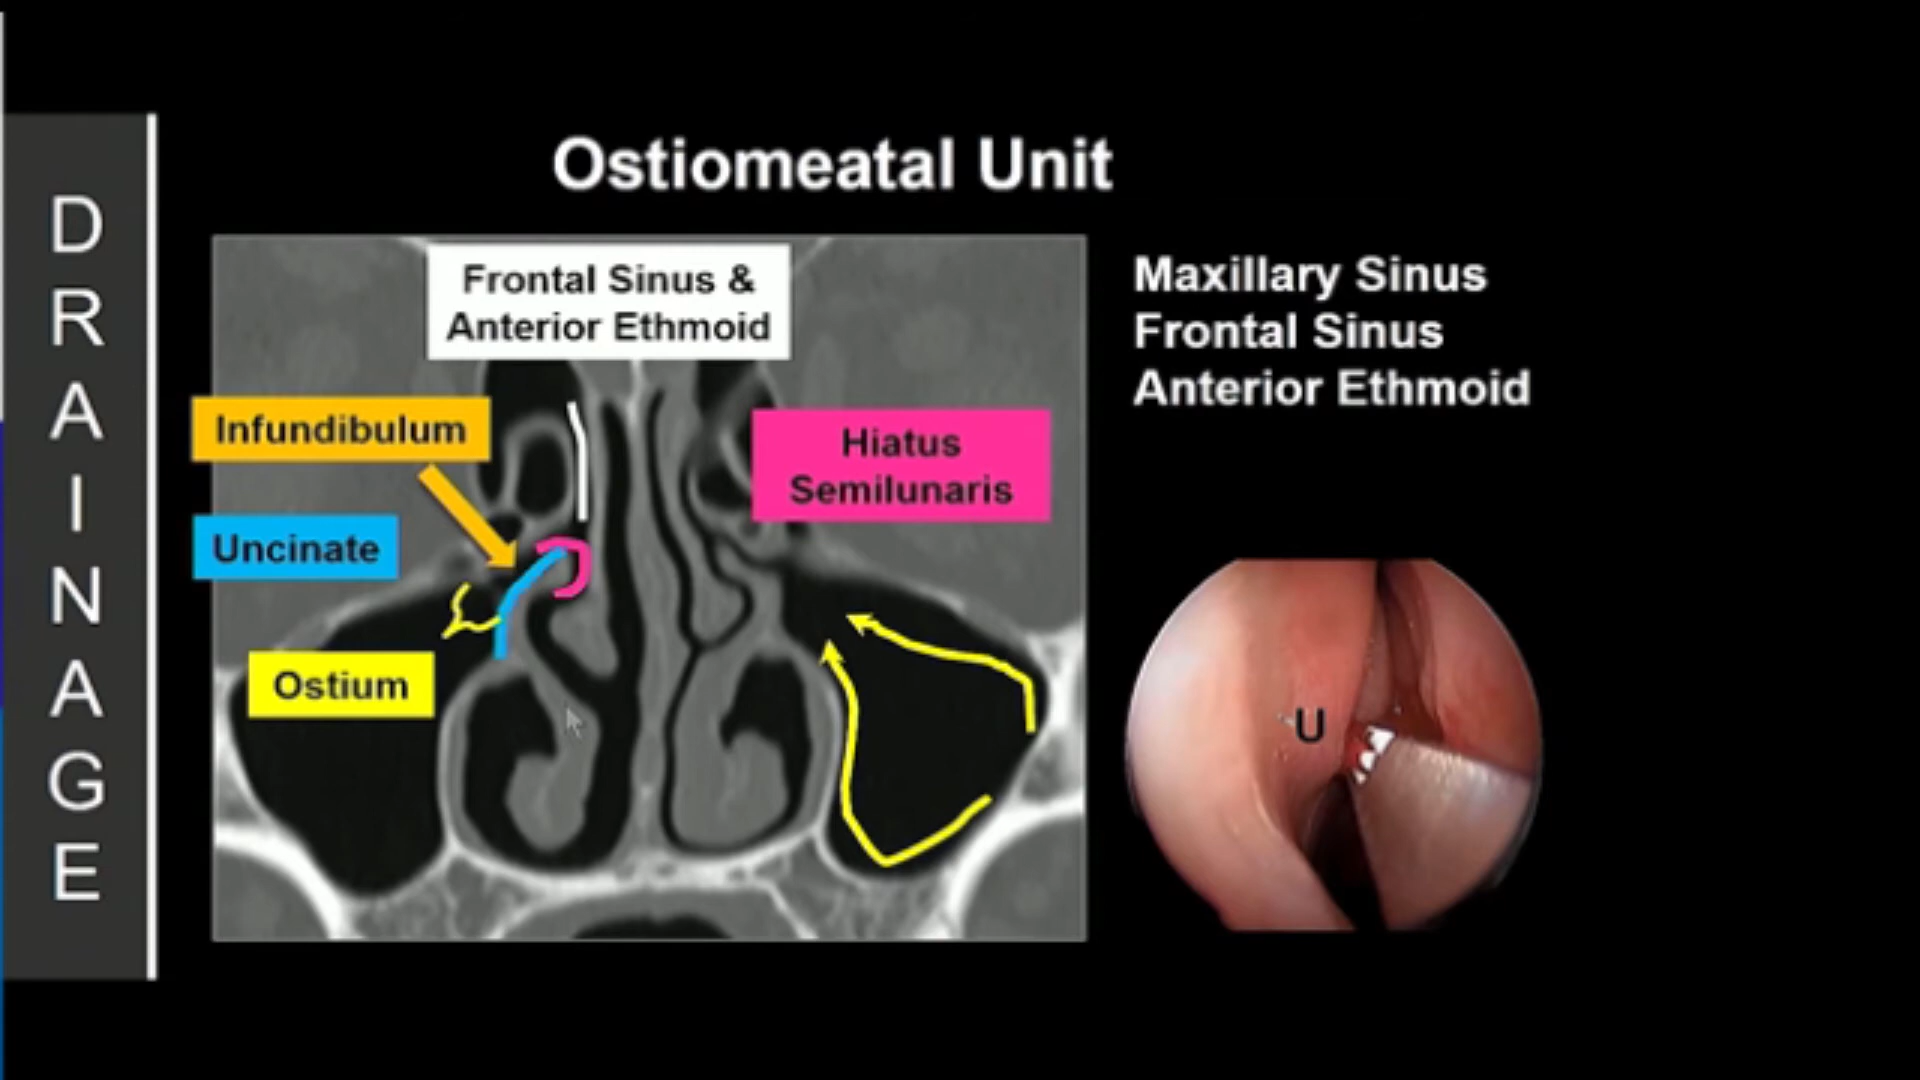 DRAINAGE
Ostiomeatal Unit
Frontal Sinus &
Anterior Ethmoid
Infundibulum
Uncinate
Ostium
Hiatus
Semilunaris
Maxillary Sinus
Frontal Sinus
Anterior Ethmoid
U